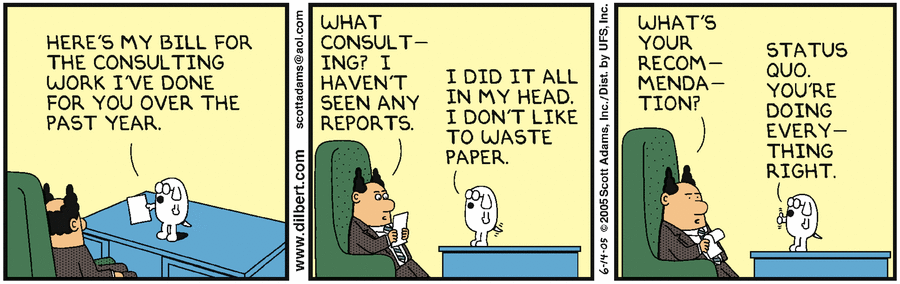 HERE'S MY BILL FOR
THE CONSULTING
WORK I'VE DONE
FOR YOU OVER THE
PAST YEAR.
www.dilbert.com
scottadams@aol.com
WHAT
CONSULT-
ING? I
HAVEN'T
SEEN ANY
REPORTS.
I DID IT ALL
IN MY HEAD.
I DON'T LIKE
TO WASTE
PAPER.
6-14-05 © 2005 Scott Adams, Inc./Dist. by UFS, Inc.
WHAT'S
YOUR
RECOM-
MENDA-
TION?
STATUS
QUO.
YOU'RE
DOING
EVERY-
THING
RIGHT.